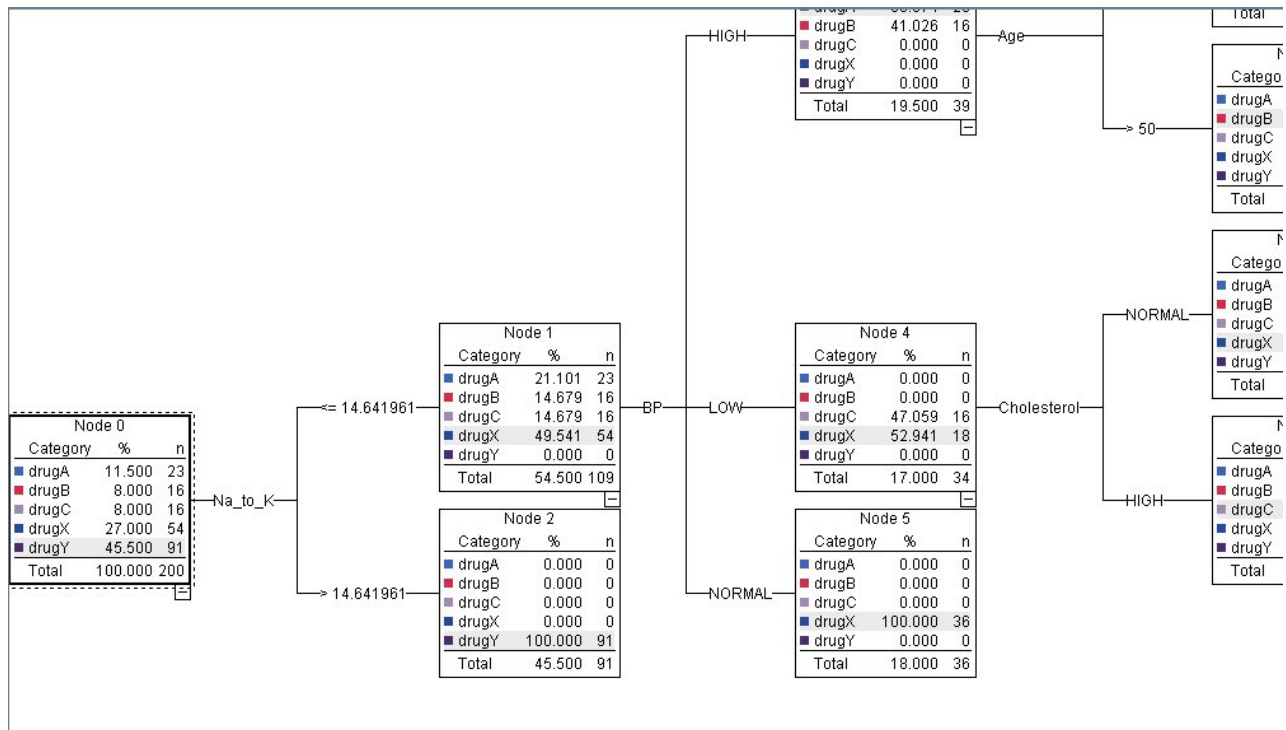 Node 0
Category % n
drugA 11.500 23
drugB 8.000 16
drugC 8.000 16
drugX 27.000 54
drugY 45.500 91
Total 100.000 200
Na_to_K
<= 14.641961
> 14.641961
Node 1
Category % n
drugA 21.101 23
drugB 14.679 16
drugC 14.679 16
drugX 49.541 54
drugY 0.000 0
Total 54.500 109
Node 2
Category % n
drugA 0.000 0
drugB 0.000 0
drugC 0.000 0
drugX 0.000 0
drugY 100.000 91
Total 45.500 91
BP
HIGH
LOW
NORMAL
drugB 41.026 16
drugC 0.000 0
drugX 0.000 0
drugY 0.000 0
Total 19.500 39
Node 4
Category % n
drugA 0.000 0
drugB 0.000 0
drugC 47.059 16
drugX 52.941 18
drugY 0.000 0
Total 17.000 34
Node 5
Category % n
drugA 0.000 0
drugB 0.000 0
drugC 0.000 0
drugX 100.000 36
drugY 0.000 0
Total 18.000 36
Age
> 50
Cholesterol
NORMAL
HIGH
Total
Catego
drugA
drugB
drugC
drugX
drugY
Total
Catego
drugA
drugB
drugC
drugX
drugY
Total
Catego
drugA
drugB
drugC
drugX
drugY
Total